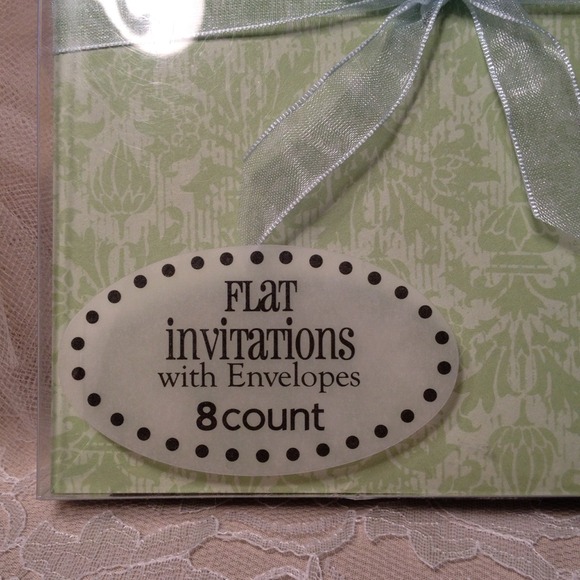 FLAT
invitations
with Envelopes
8 count